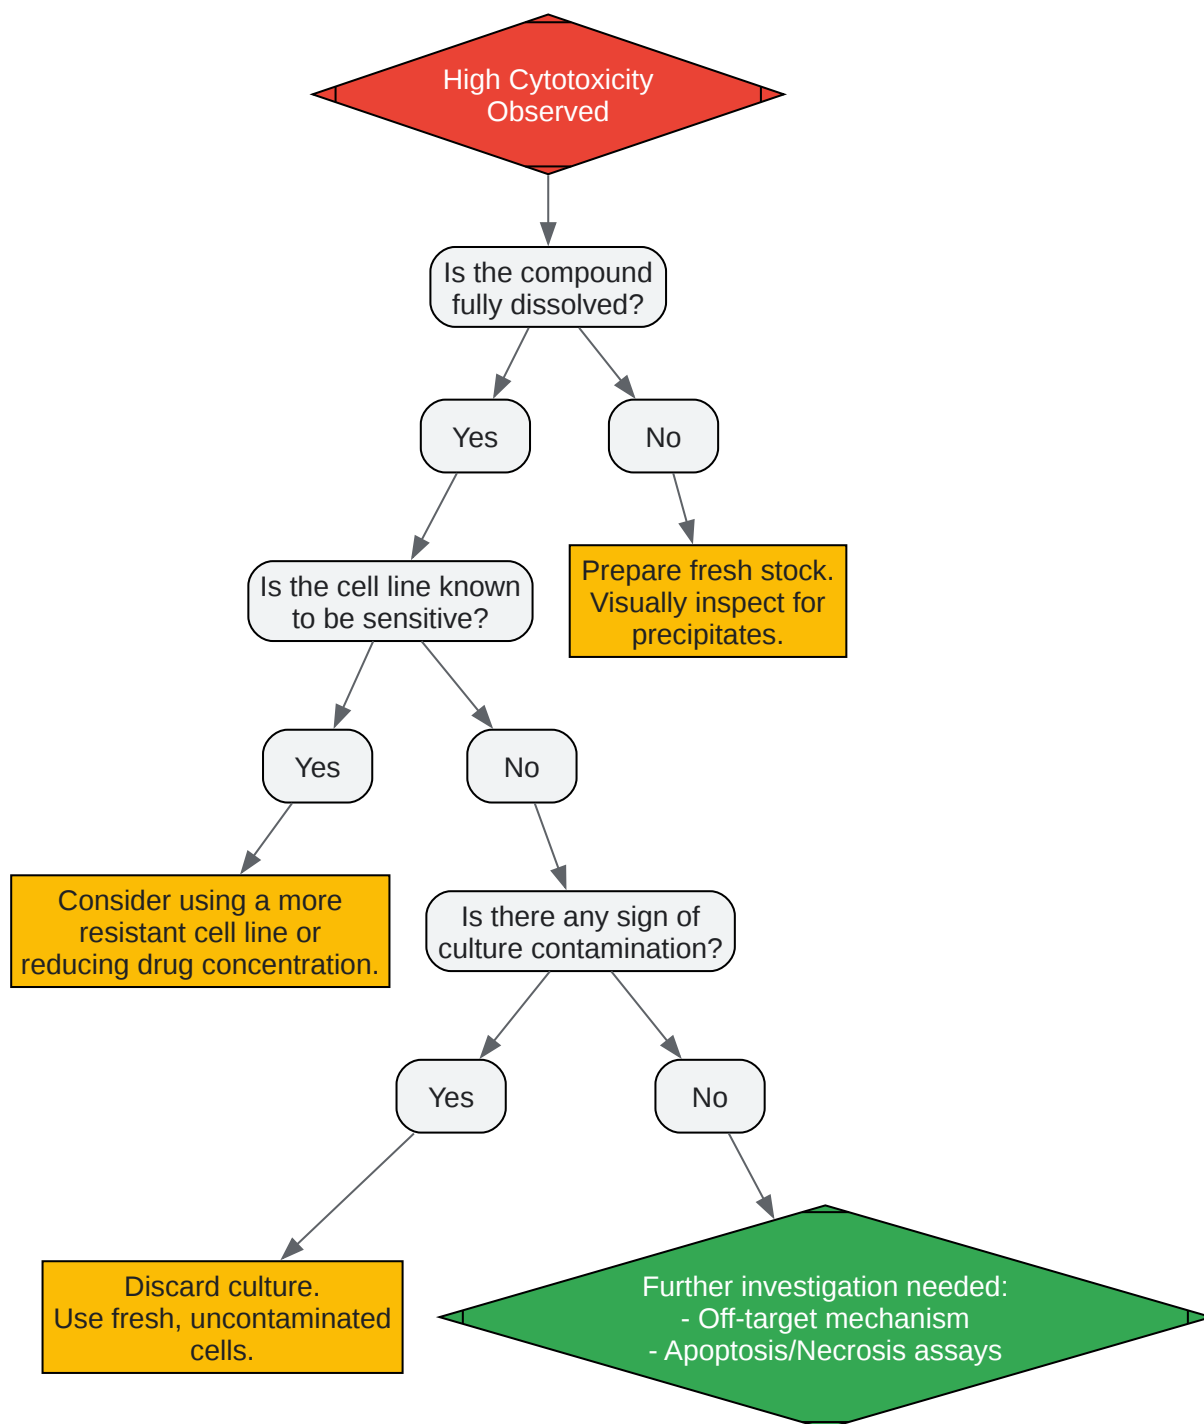 High Cytotoxicity
Observed
Is the compound
fully dissolved?
Yes
No
Is the cell line known
to be sensitive?
Prepare fresh stock.
Visually inspect for
precipitates.
Yes
No
Consider using a more
resistant cell line or
reducing drug concentration.
Is there any sign of
culture contamination?
Yes
No
Discard culture.
Use fresh, uncontaminated
cells.
Further investigation needed:
- Off-target mechanism
- Apoptosis/Necrosis assays